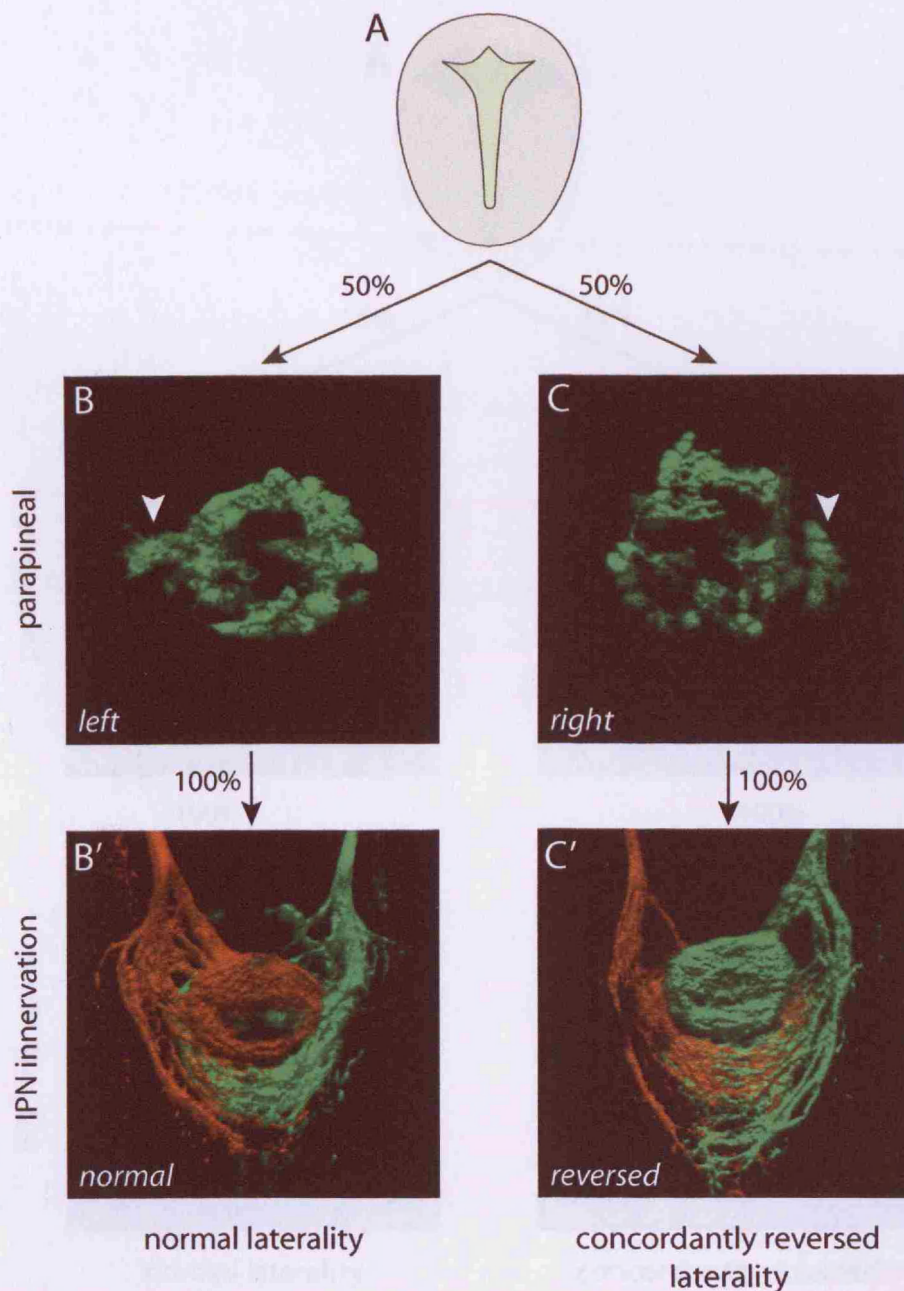 A
50%
50%
parapineal
B
left
C
right
100%
100%
IPN innervation
B'
normal
C'
reversed
normal laterality
concordantly reversed
laterality